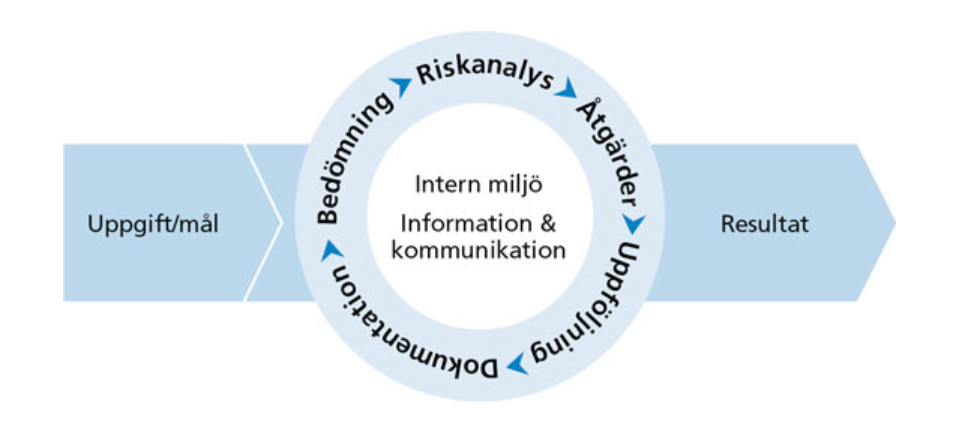 Uppgift/mål
Bedömning
Riskanalys
Åtgärder
Uppföljning
Dokumentation
Intern miljö
Information &
kommunikation
Resultat